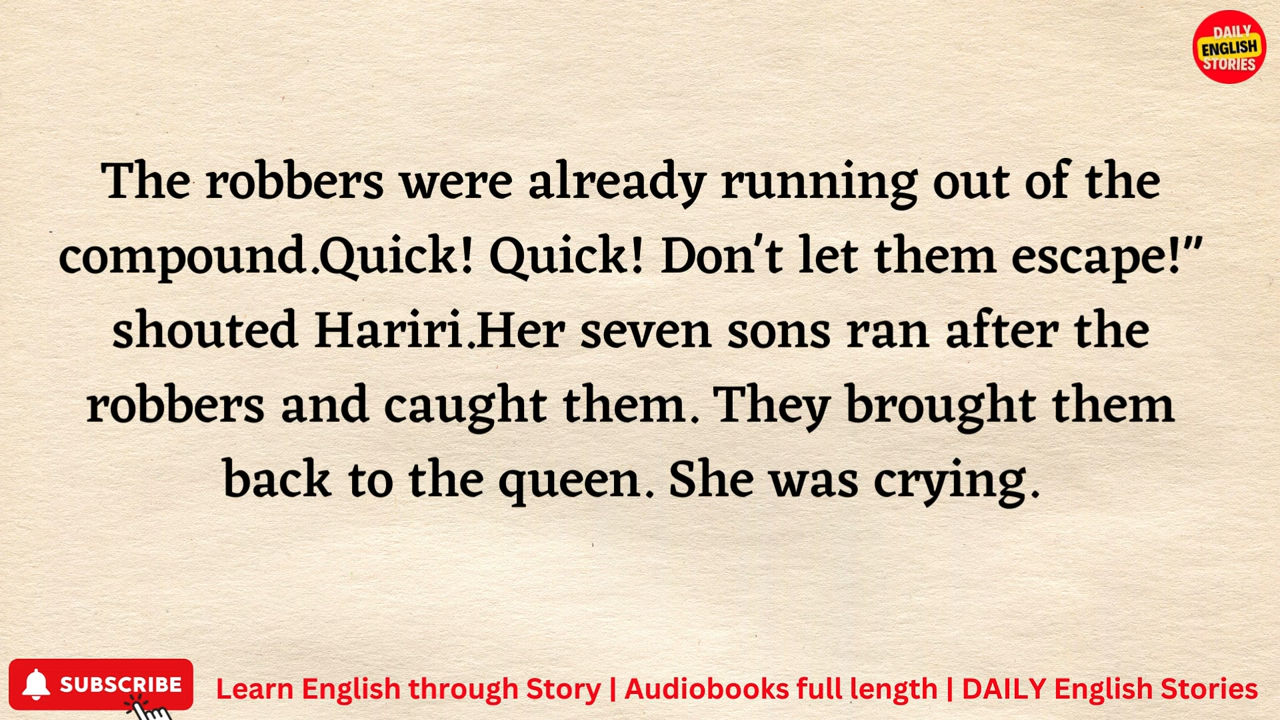 DAILY
ENGLISH
STORIES
The robbers were already running out of the
compound.Quick! Quick! Don't let them escape!"
shouted Hariri.Her seven sons ran after the
robbers and caught them. They brought them
back to the queen. She was crying.
SUBSCRIBE
Learn English through Story | Audiobooks full length | DAILY English Stories